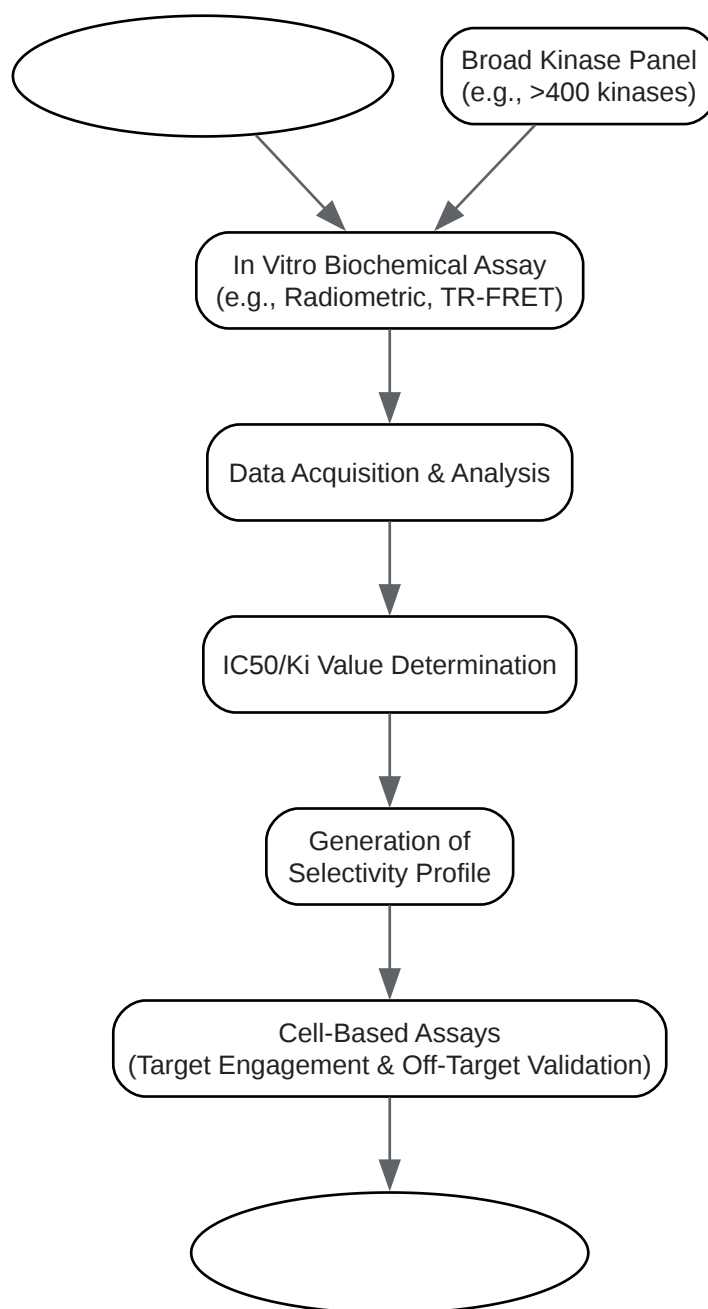 Broad Kinase Panel
(e.g., >400 kinases)
In Vitro Biochemical Assay
(e.g., Radiometric, TR-FRET)
Data Acquisition & Analysis
IC50/Ki Value Determination
Generation of
Selectivity Profile
Cell-Based Assays
(Target Engagement & Off-Target Validation)